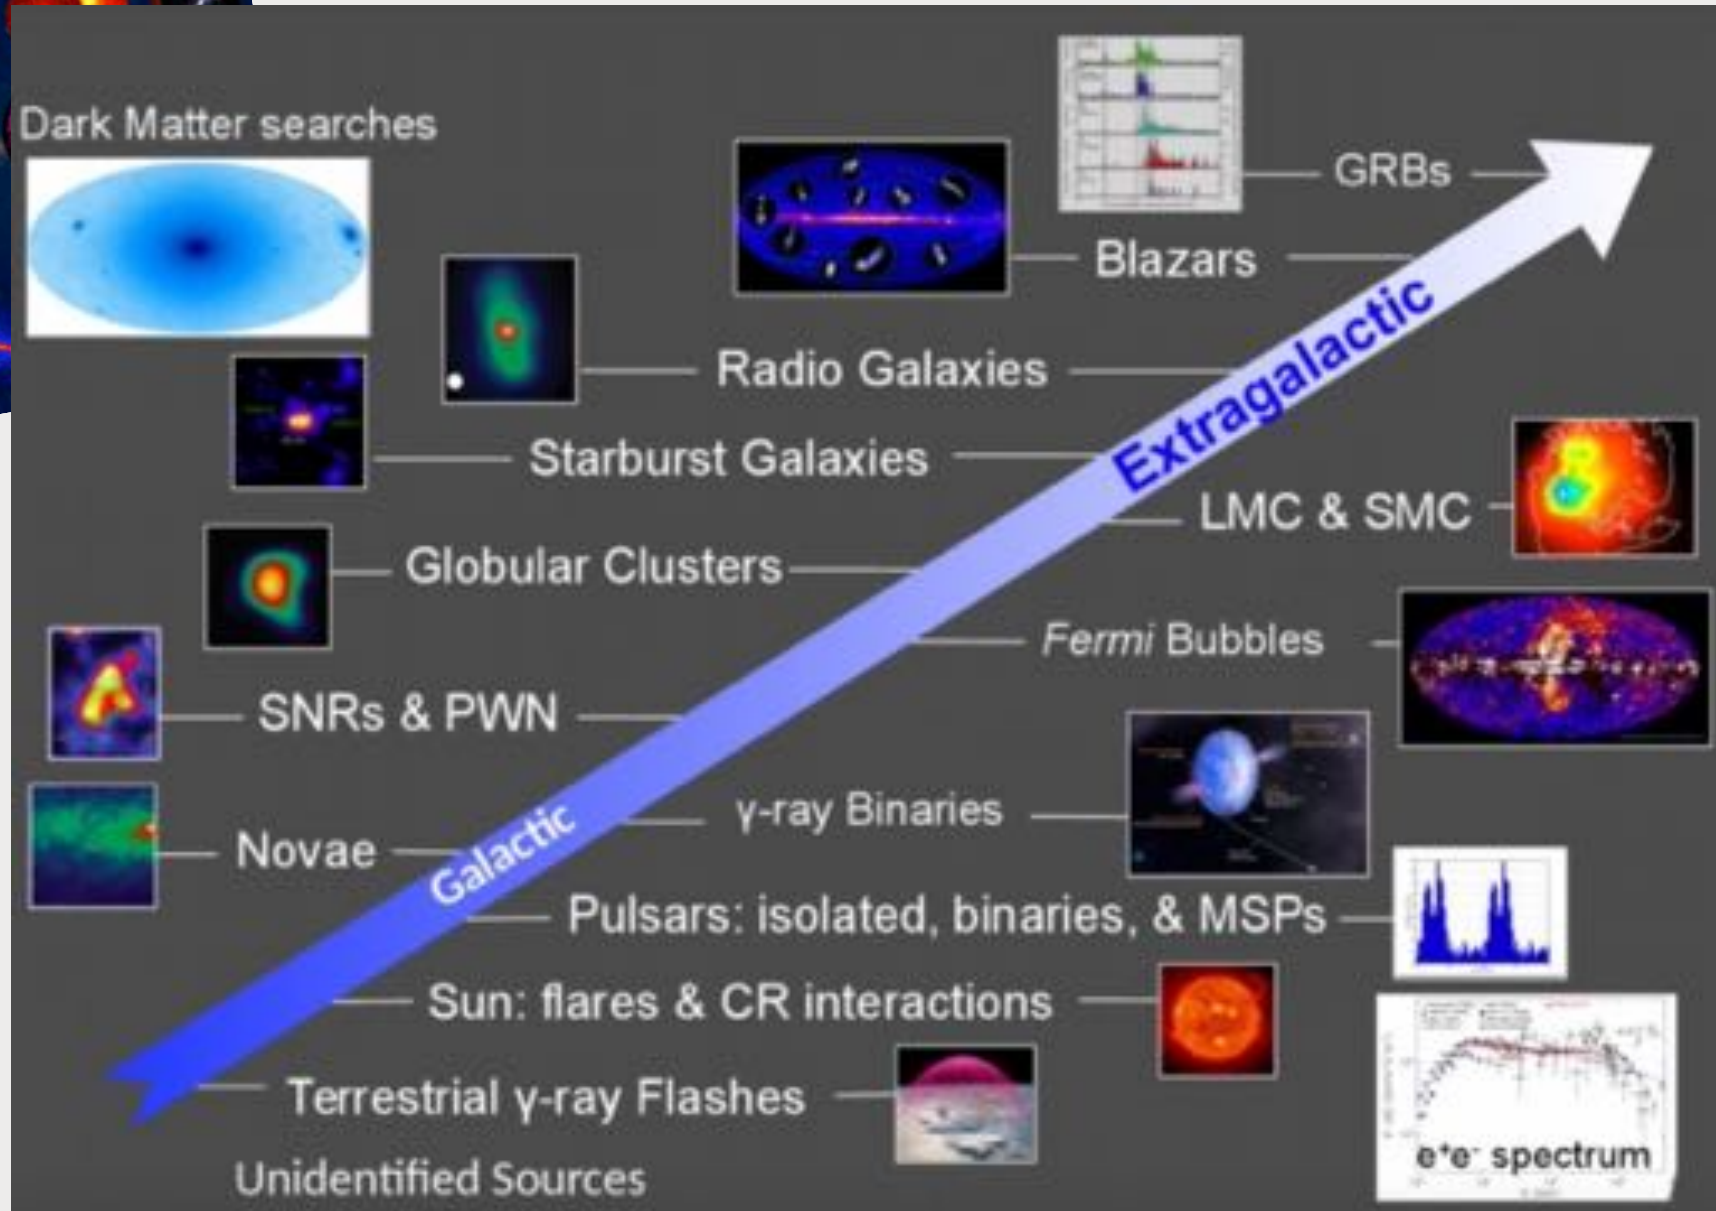 Dark Matter searches
GRBs
Blazars
Radio Galaxies
Extragalactic
Starburst Galaxies
LMC & SMC
Globular Clusters
Fermi Bubbles
SNRs & PWN
γ-ray Binaries
Novae
Galactic
Pulsars: isolated, binaries, & MSPs
Sun: flares & CR interactions
Terrestrial γ-ray Flashes
e⁺e⁻ spectrum
Unidentified Sources